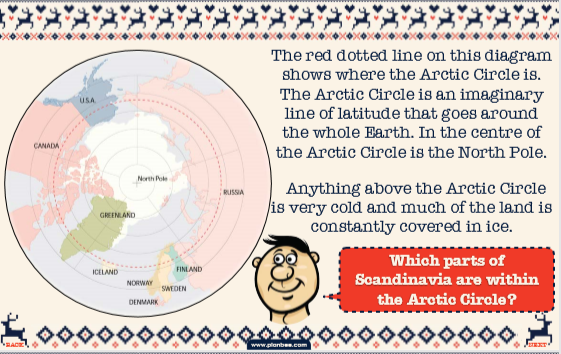 The red dotted line on this diagram
shows where the Arctic Circle is.
The Arctic Circle is an imaginary
line of latitude that goes around
the whole Earth. In the centre of
the Arctic Circle is the North Pole.
Anything above the Arctic Circle
is very cold and much of the land is
constantly covered in ice.
Which parts of
Scandinavia are within
the Arctic Circle?
U.S.A.
CANADA
North Pole
RUSSIA
GREENLAND
ICELAND
FINLAND
NORWAY
SWEDEN
DENMARK
BACK
www.planbee.com
NEXT